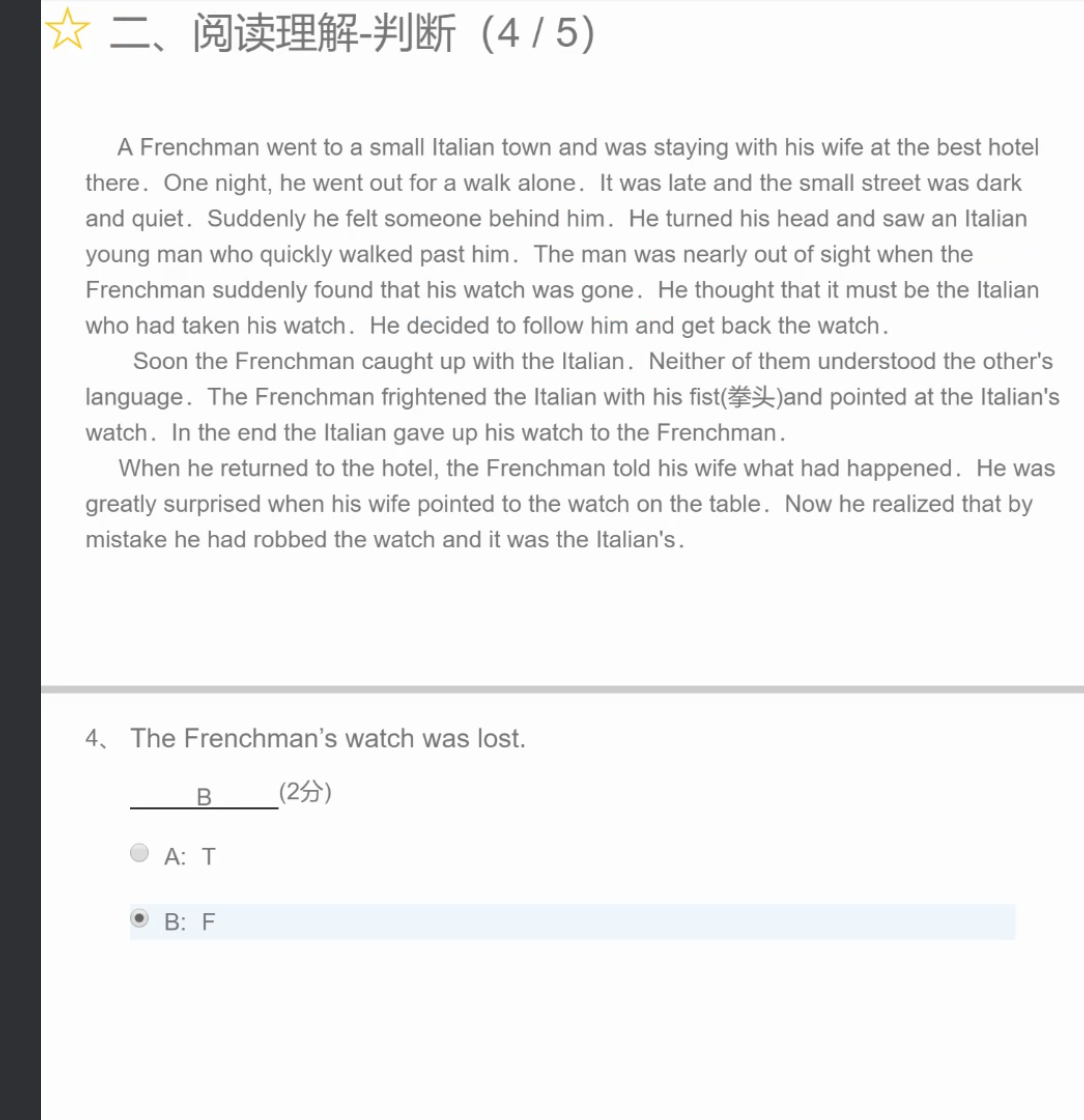 二、阅读理解-判断（4 / 5）
A Frenchman went to a small Italian town and was staying with his wife at the best hotel
there．One night, he went out for a walk alone．It was late and the small street was dark
and quiet．Suddenly he felt someone behind him．He turned his head and saw an Italian
young man who quickly walked past him．The man was nearly out of sight when the
Frenchman suddenly found that his watch was gone．He thought that it must be the Italian
who had taken his watch．He decided to follow him and get back the watch．
Soon the Frenchman caught up with the Italian．Neither of them understood the other's
language．The Frenchman frightened the Italian with his fist(拳头)and pointed at the Italian's
watch．In the end the Italian gave up his watch to the Frenchman．
When he returned to the hotel, the Frenchman told his wife what had happened．He was
greatly surprised when his wife pointed to the watch on the table．Now he realized that by
mistake he had robbed the watch and it was the Italian's．
4、 The Frenchman’s watch was lost.
B (2分)
A: T
B: F